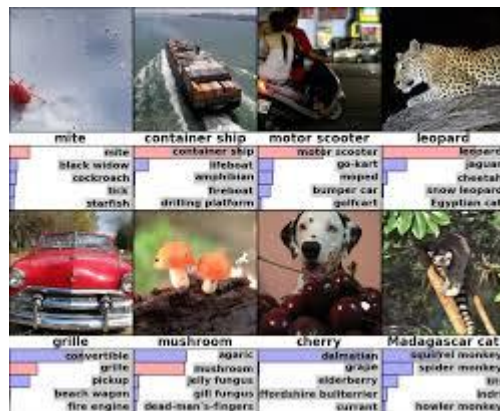 mite
container ship
motor scooter
leopard
mite
black widow
cockroach
tick
starfish
container ship
lifeboat
amphibian
fireboat
drilling platform
motor scooter
go-kart
moped
bumper car
golfcart
leopard
jaguar
cheetah
snow leopard
Egyptian cat
grille
mushroom
cherry
Madagascar cat
convertible
grille
pickup
beach wagon
fire engine
agaric
mushroom
jelly fungus
gill fungus
dead-man's-fingers
dalmatian
grape
elderberry
ffordshire bullterrier
currant
squirrel monkey
spider monkey
howler monkey